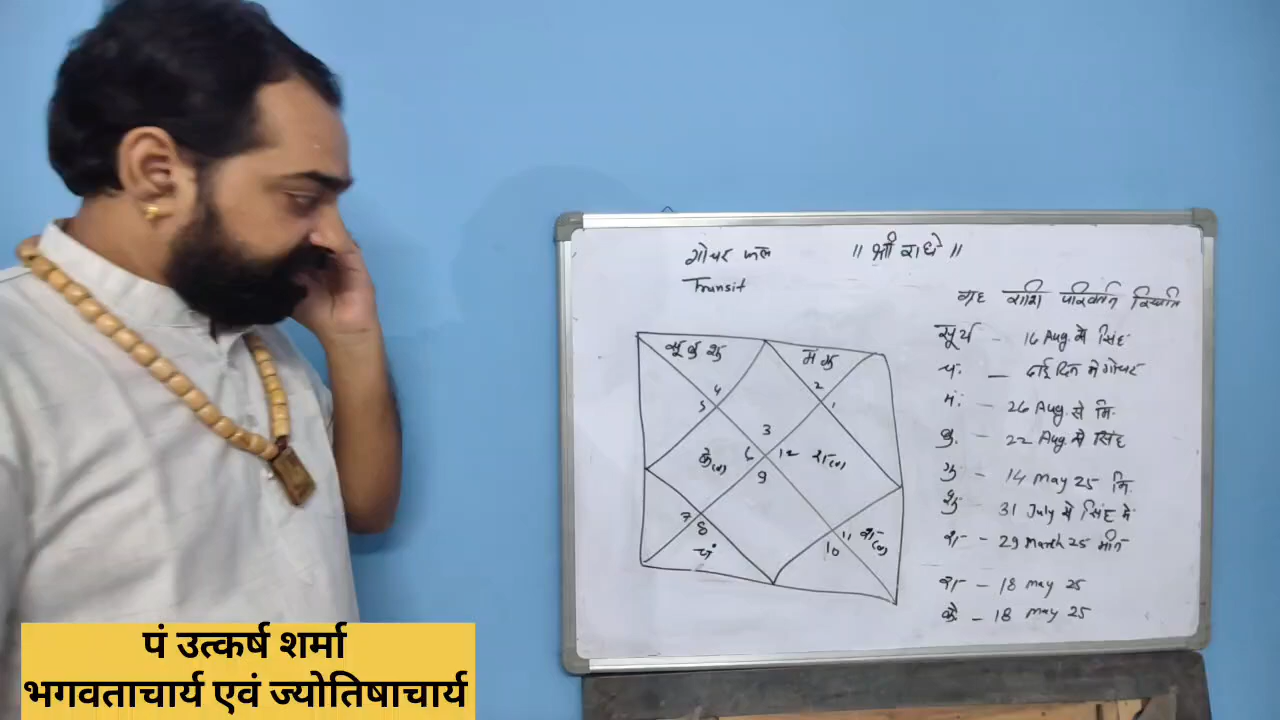 गोचर फल
॥ श्री राधे ॥
Transit
ग्रह राशि परिवर्तन स्थिति
सूर्य - 16 Aug से सिंह
चं. - ढाई दिन में गोचर
मं. - 26 Aug. से मि.
बु. - 22 Aug से सिंह
गु - 14 May 25 मि.
शु - 31 July से सिंह में
श - 29 March 25 मीन
रा - 18 may 25
के - 18 may 25
सू बु शु
मं गु
4
2
5
1
3
के(व)
6
12
रा(व)
9
7
8
चं
11
श(व)
10
पं उत्कर्ष शर्मा
भगवताचार्य एवं ज्योतिषाचार्य